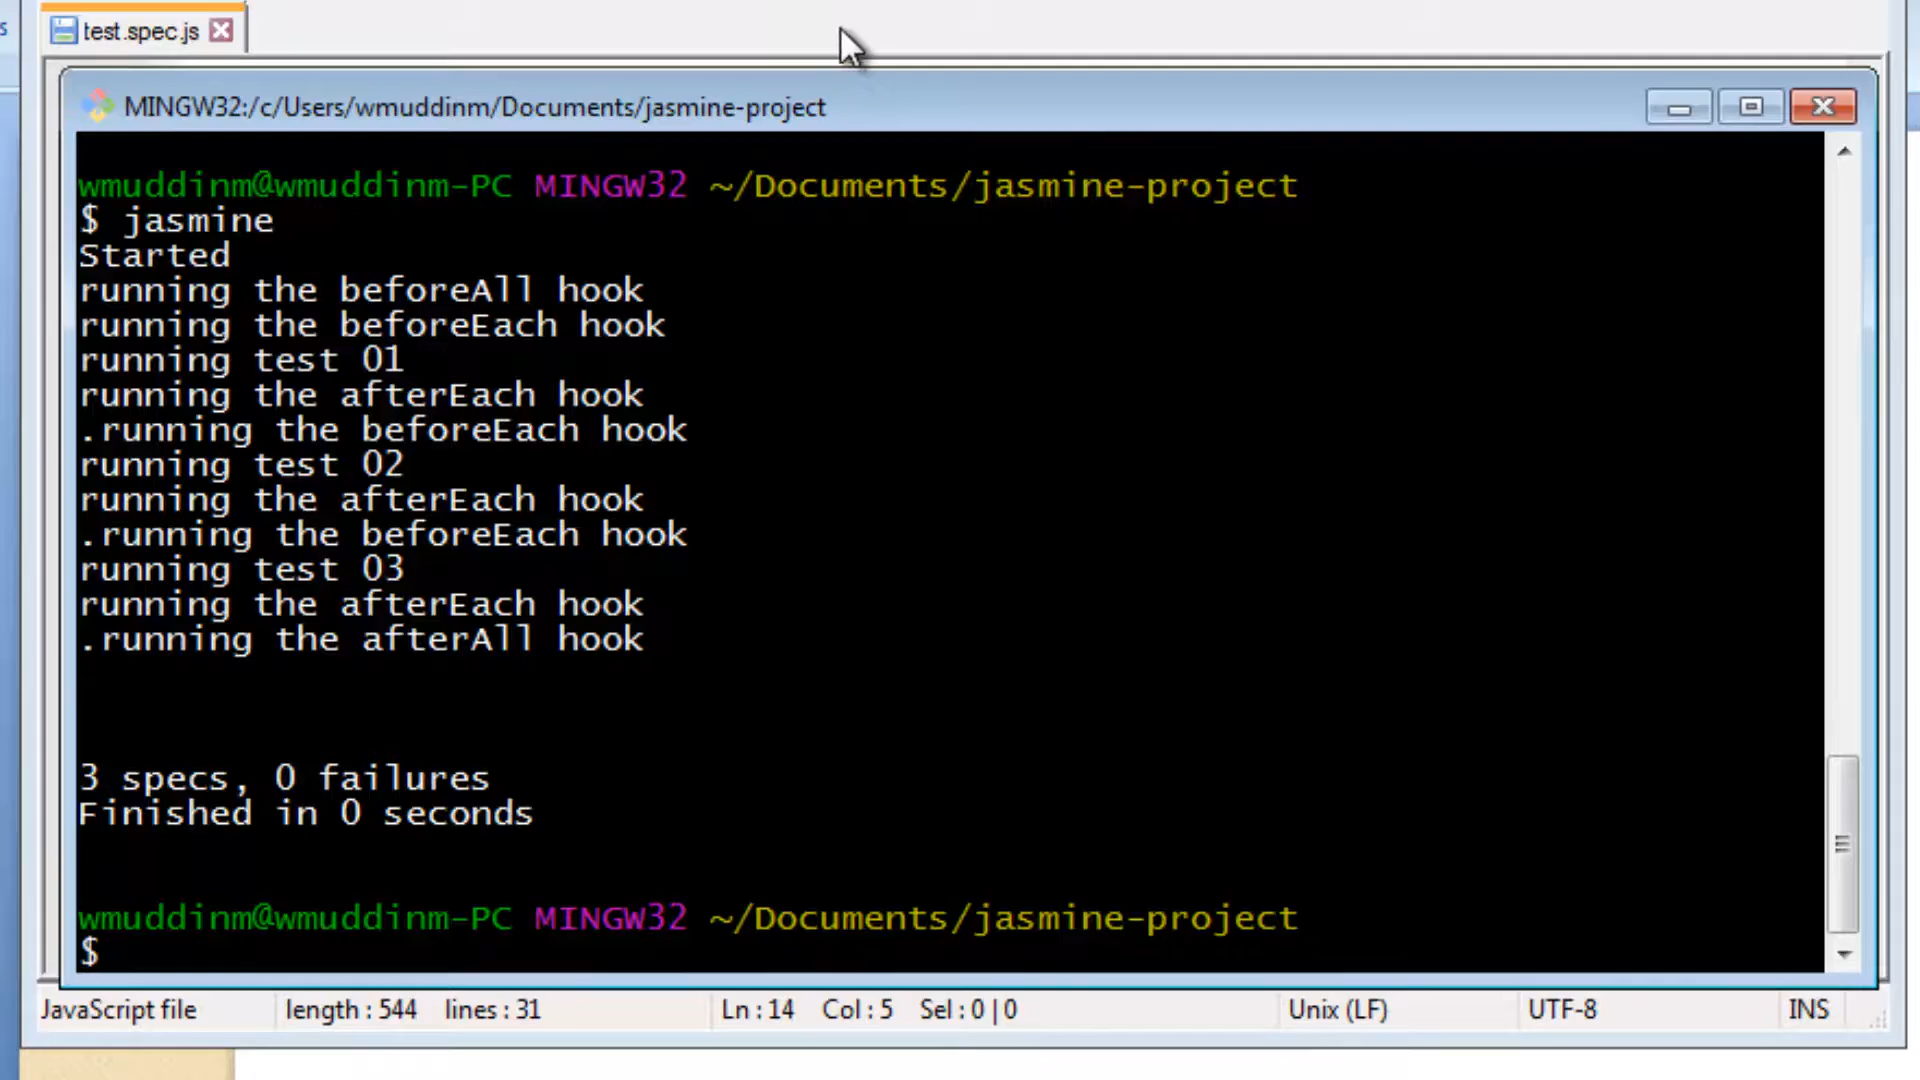 s
test.spec.js
MINGW32:/c/Users/wmuddinm/Documents/jasmine-project
wmuddinm@wmuddinm-PC MINGW32 ~/Documents/jasmine-project
$ jasmine
Started
running the beforeAll hook
running the beforeEach hook
running test 01
running the afterEach hook
.running the beforeEach hook
running test 02
running the afterEach hook
.running the beforeEach hook
running test 03
running the afterEach hook
.running the afterAll hook
3 specs, 0 failures
Finished in 0 seconds
wmuddinm@wmuddinm-PC MINGW32 ~/Documents/jasmine-project
$
JavaScript file length : 544 lines : 31 Ln : 14 Col : 5 Sel : 0 | 0 Unix (LF) UTF-8 INS